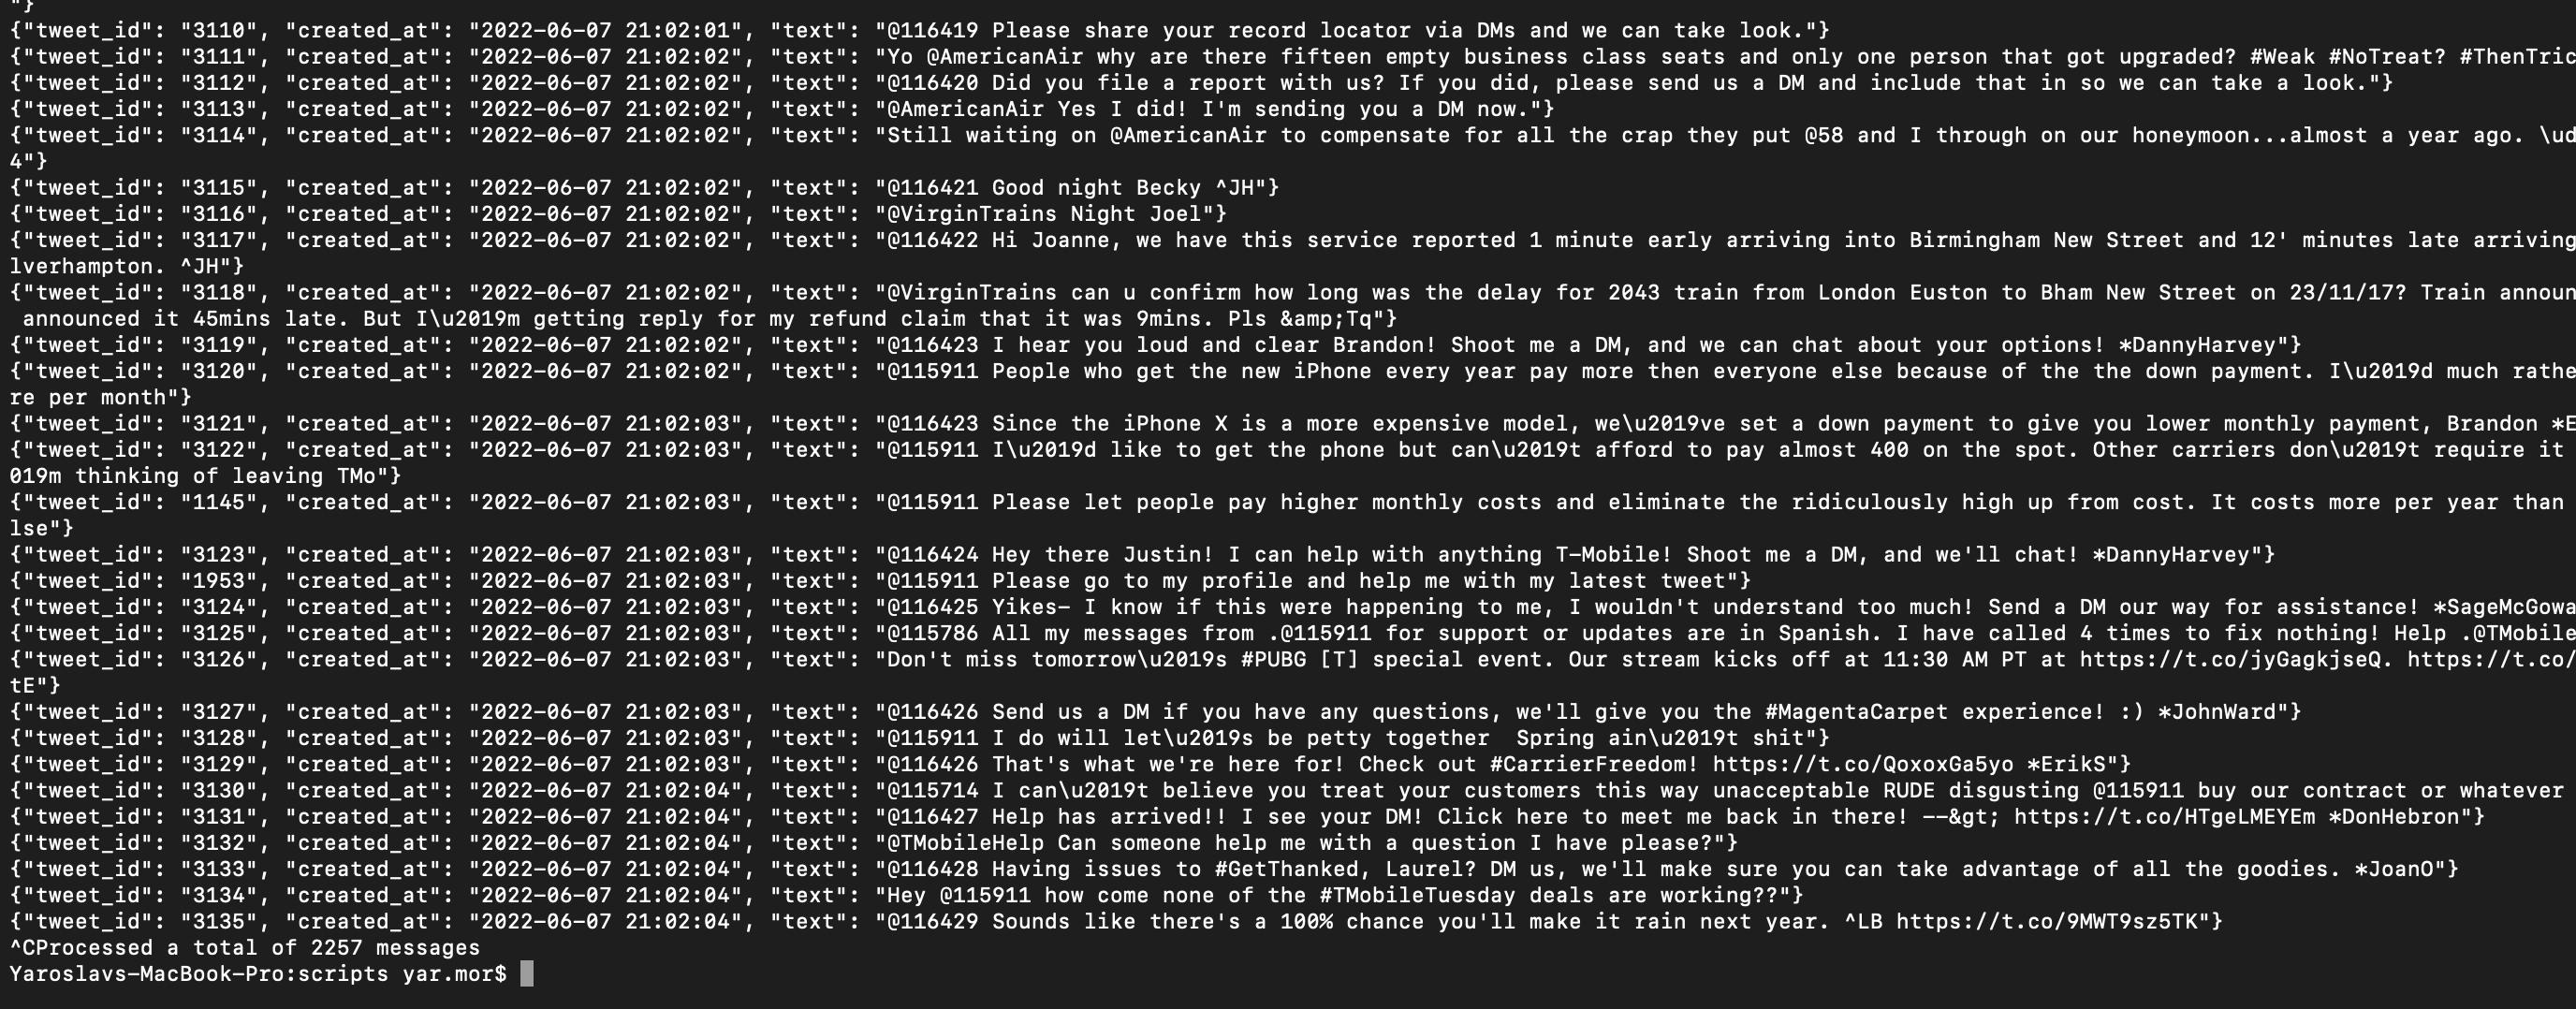 "}
{"tweet_id": "3110", "created_at": "2022-06-07 21:02:01", "text": "@116419 Please share your record locator via DMs and we can take look."}
{"tweet_id": "3111", "created_at": "2022-06-07 21:02:02", "text": "Yo @AmericanAir why are there fifteen empty business class seats and only one person that got upgraded? #Weak #NoTreat? #ThenTric
{"tweet_id": "3112", "created_at": "2022-06-07 21:02:02", "text": "@116420 Did you file a report with us? If you did, please send us a DM and include that in so we can take a look."}
{"tweet_id": "3113", "created_at": "2022-06-07 21:02:02", "text": "@AmericanAir Yes I did! I'm sending you a DM now."}
{"tweet_id": "3114", "created_at": "2022-06-07 21:02:02", "text": "Still waiting on @AmericanAir to compensate for all the crap they put @58 and I through on our honeymoon...almost a year ago. \ud
4"}
{"tweet_id": "3115", "created_at": "2022-06-07 21:02:02", "text": "@116421 Good night Becky ^JH"}
{"tweet_id": "3116", "created_at": "2022-06-07 21:02:02", "text": "@VirginTrains Night Joel"}
{"tweet_id": "3117", "created_at": "2022-06-07 21:02:02", "text": "@116422 Hi Joanne, we have this service reported 1 minute early arriving into Birmingham New Street and 12' minutes late arriving
lverhampton. ^JH"}
{"tweet_id": "3118", "created_at": "2022-06-07 21:02:02", "text": "@VirginTrains can u confirm how long was the delay for 2043 train from London Euston to Bham New Street on 23/11/17? Train announ
 announced it 45mins late. But I\u2019m getting reply for my refund claim that it was 9mins. Pls &amp;Tq"}
{"tweet_id": "3119", "created_at": "2022-06-07 21:02:02", "text": "@116423 I hear you loud and clear Brandon! Shoot me a DM, and we can chat about your options! *DannyHarvey"}
{"tweet_id": "3120", "created_at": "2022-06-07 21:02:02", "text": "@115911 People who get the new iPhone every year pay more then everyone else because of the the down payment. I\u2019d much rathe
re per month"}
{"tweet_id": "3121", "created_at": "2022-06-07 21:02:03", "text": "@116423 Since the iPhone X is a more expensive model, we\u2019ve set a down payment to give you lower monthly payment, Brandon *E
{"tweet_id": "3122", "created_at": "2022-06-07 21:02:03", "text": "@115911 I\u2019d like to get the phone but can\u2019t afford to pay almost 400 on the spot. Other carriers don\u2019t require it
019m thinking of leaving TMo"}
{"tweet_id": "1145", "created_at": "2022-06-07 21:02:03", "text": "@115911 Please let people pay higher monthly costs and eliminate the ridiculously high up from cost. It costs more per year than
lse"}
{"tweet_id": "3123", "created_at": "2022-06-07 21:02:03", "text": "@116424 Hey there Justin! I can help with anything T-Mobile! Shoot me a DM, and we'll chat! *DannyHarvey"}
{"tweet_id": "1953", "created_at": "2022-06-07 21:02:03", "text": "@115911 Please go to my profile and help me with my latest tweet"}
{"tweet_id": "3124", "created_at": "2022-06-07 21:02:03", "text": "@116425 Yikes- I know if this were happening to me, I wouldn't understand too much! Send a DM our way for assistance! *SageMcGowa
{"tweet_id": "3125", "created_at": "2022-06-07 21:02:03", "text": "@115786 All my messages from .@115911 for support or updates are in Spanish. I have called 4 times to fix nothing! Help .@TMobile
{"tweet_id": "3126", "created_at": "2022-06-07 21:02:03", "text": "Don't miss tomorrow\u2019s #PUBG [T] special event. Our stream kicks off at 11:30 AM PT at https://t.co/jyGagkjseQ. https://t.co/
tE"}
{"tweet_id": "3127", "created_at": "2022-06-07 21:02:03", "text": "@116426 Send us a DM if you have any questions, we'll give you the #MagentaCarpet experience! :) *JohnWard"}
{"tweet_id": "3128", "created_at": "2022-06-07 21:02:03", "text": "@115911 I do will let\u2019s be petty together  Spring ain\u2019t shit"}
{"tweet_id": "3129", "created_at": "2022-06-07 21:02:03", "text": "@116426 That's what we're here for! Check out #CarrierFreedom! https://t.co/QoxoxGa5yo *ErikS"}
{"tweet_id": "3130", "created_at": "2022-06-07 21:02:04", "text": "@115714 I can\u2019t believe you treat your customers this way unacceptable RUDE disgusting @115911 buy our contract or whatever
{"tweet_id": "3131", "created_at": "2022-06-07 21:02:04", "text": "@116427 Help has arrived!! I see your DM! Click here to meet me back in there! --&gt; https://t.co/HTgeLMEYEm *DonHebron"}
{"tweet_id": "3132", "created_at": "2022-06-07 21:02:04", "text": "@TMobileHelp Can someone help me with a question I have please?"}
{"tweet_id": "3133", "created_at": "2022-06-07 21:02:04", "text": "@116428 Having issues to #GetThanked, Laurel? DM us, we'll make sure you can take advantage of all the goodies. *JoanO"}
{"tweet_id": "3134", "created_at": "2022-06-07 21:02:04", "text": "Hey @115911 how come none of the #TMobileTuesday deals are working??"}
{"tweet_id": "3135", "created_at": "2022-06-07 21:02:04", "text": "@116429 Sounds like there's a 100% chance you'll make it rain next year. ^LB https://t.co/9MWT9sz5TK"}
^CProcessed a total of 2257 messages
Yaroslavs-MacBook-Pro:scripts yar.mor$